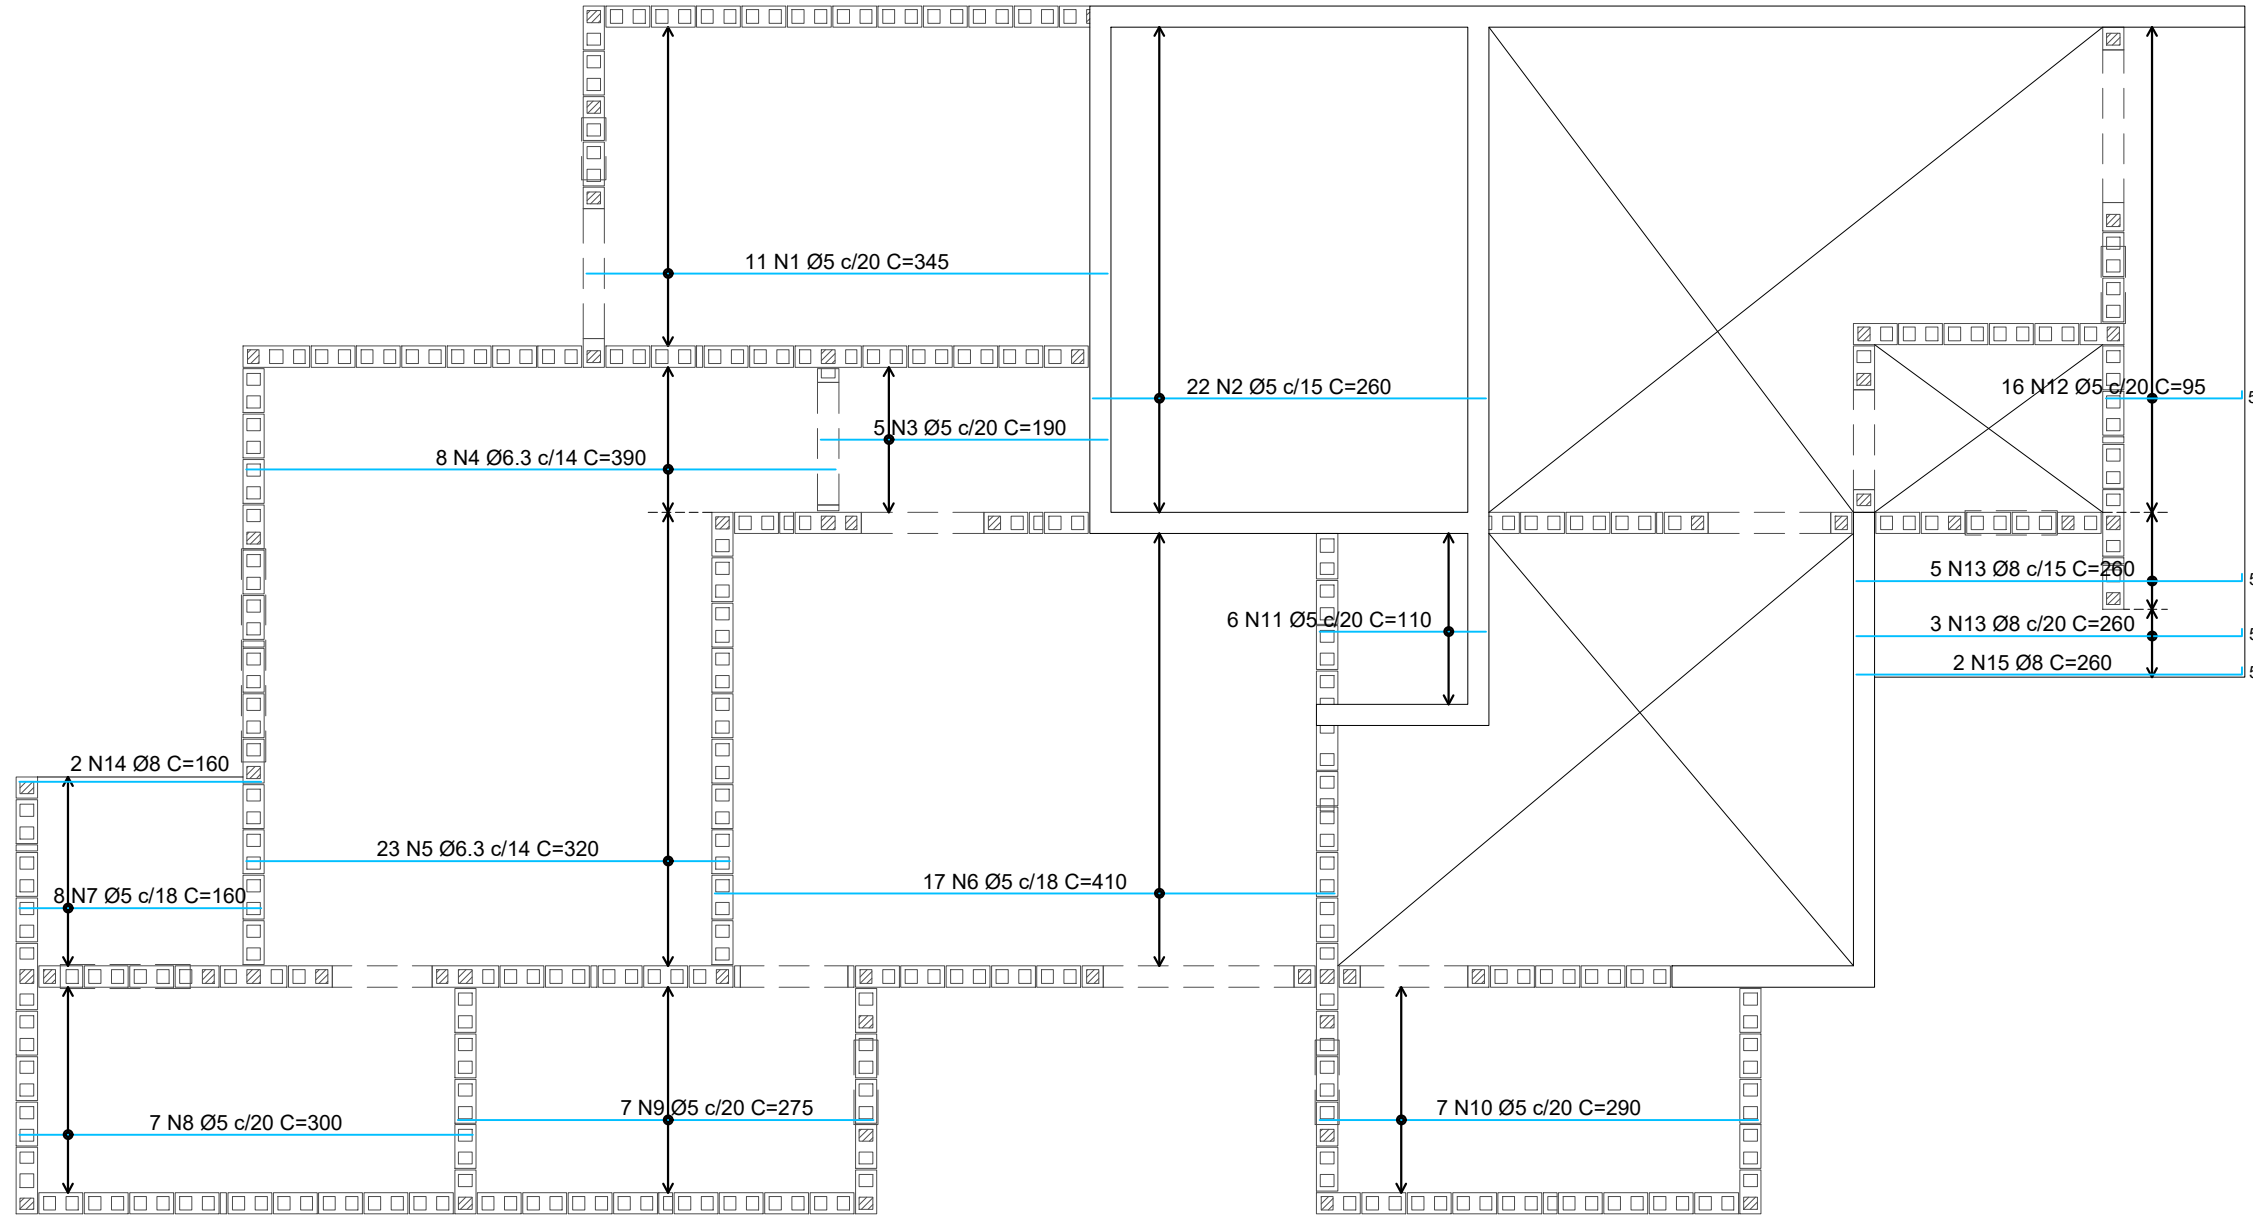 11 N1 Ø5 c/20 C=345
22 N2 Ø5 c/15 C=260
16 N12 Ø5 c/20 C=95
5
5 N3 Ø5 c/20 C=190
8 N4 Ø6.3 c/14 C=390
5 N13 Ø8 c/15 C=260
5
6 N11 Ø5 c/20 C=110
3 N13 Ø8 c/20 C=260
5
2 N15 Ø8 C=260
5
2 N14 Ø8 C=160
23 N5 Ø6.3 c/14 C=320
17 N6 Ø5 c/18 C=410
8 N7 Ø5 c/18 C=160
7 N8 Ø5 c/20 C=300
7 N9 Ø5 c/20 C=275
7 N10 Ø5 c/20 C=290